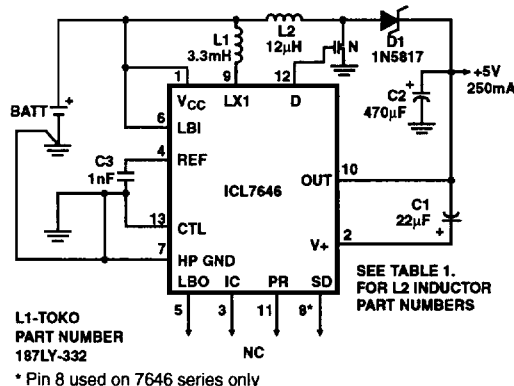 L1
3.3mH
L2
12µH
N
D1
1N5817
1
9
12
BATT
+
VCC
LX1
D
C2
470µF
+
+5V
250mA
6
LBI
4
REF
C3
1nF
ICL7646
OUT
10
C1
22µF
+
13
CTL
V+
2
7
HP GND
LBO
IC
PR
SD
5
3
11
8*
NC
SEE TABLE 1.
FOR L2 INDUCTOR
PART NUMBERS
L1-TOKO
PART NUMBER
187LY-332
* Pin 8 used on 7646 series only